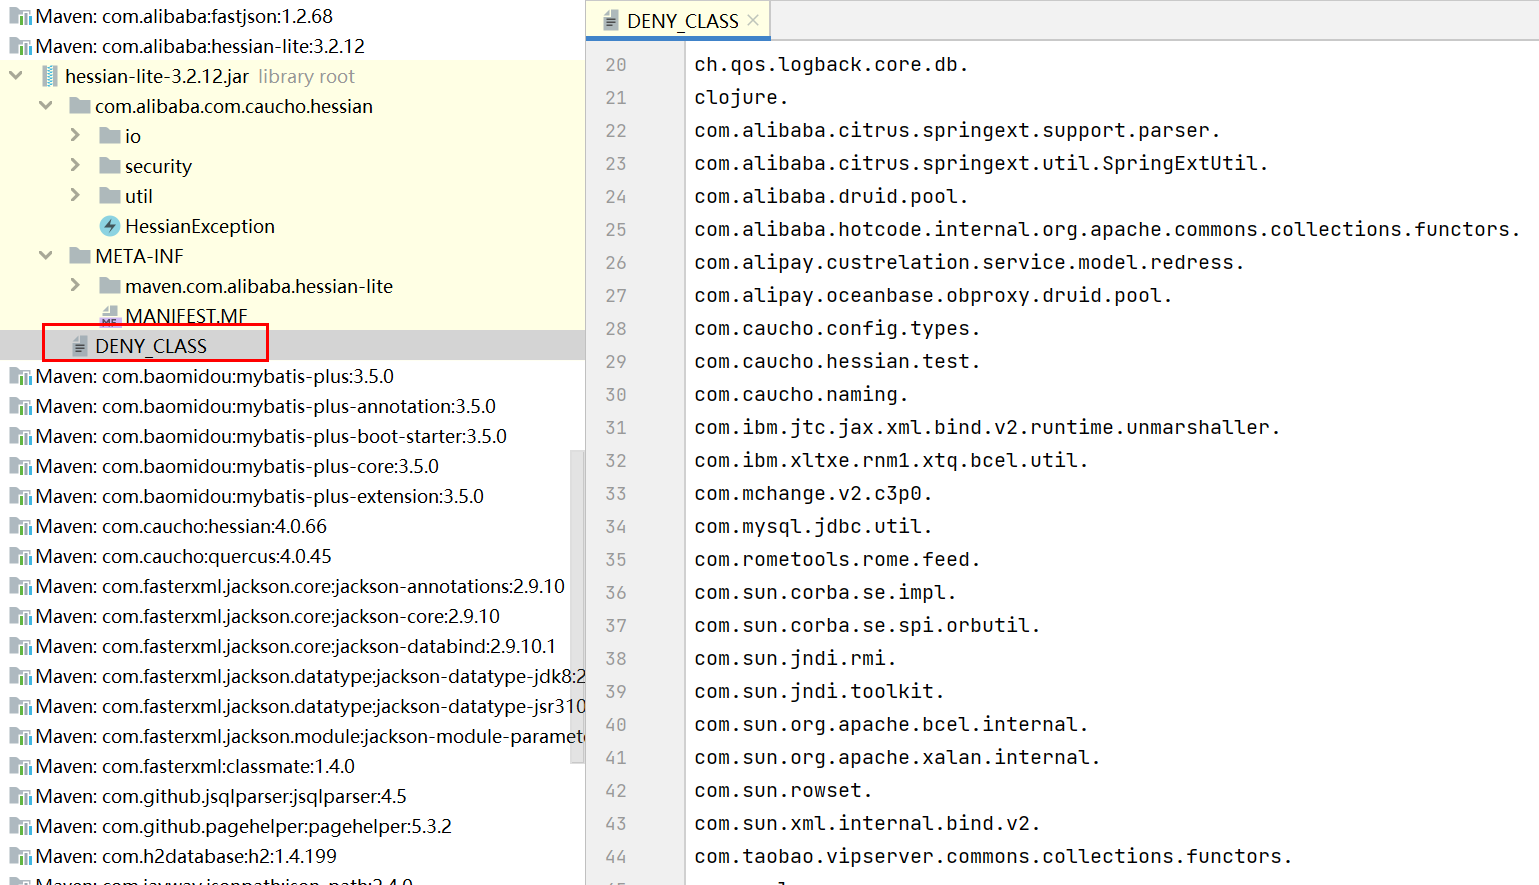 Maven: com.alibaba:fastjson:1.2.68
Maven: com.alibaba:hessian-lite:3.2.12
hessian-lite-3.2.12.jar library root
com.alibaba.com.caucho.hessian
io
security
util
HessianException
META-INF
maven.com.alibaba.hessian-lite
MANIFEST.MF
DENY_CLASS
Maven: com.baomidou:mybatis-plus:3.5.0
Maven: com.baomidou:mybatis-plus-annotation:3.5.0
Maven: com.baomidou:mybatis-plus-boot-starter:3.5.0
Maven: com.baomidou:mybatis-plus-core:3.5.0
Maven: com.baomidou:mybatis-plus-extension:3.5.0
Maven: com.caucho:hessian:4.0.66
Maven: com.caucho:quercus:4.0.45
Maven: com.fasterxml.jackson.core:jackson-annotations:2.9.10
Maven: com.fasterxml.jackson.core:jackson-core:2.9.10
Maven: com.fasterxml.jackson.core:jackson-databind:2.9.10.1
Maven: com.fasterxml.jackson.datatype:jackson-datatype-jdk8:2
Maven: com.fasterxml.jackson.datatype:jackson-datatype-jsr310
Maven: com.fasterxml.jackson.module:jackson-module-paramet
Maven: com.fasterxml:classmate:1.4.0
Maven: com.github.jsqlparser:jsqlparser:4.5
Maven: com.github.pagehelper:pagehelper:5.3.2
Maven: com.h2database:h2:1.4.199
Maven: com.jayway.jsonpath:json-path:2.4.0
DENY_CLASS
20 ch.qos.logback.core.db.
21 clojure.
22 com.alibaba.citrus.springext.support.parser.
23 com.alibaba.citrus.springext.util.SpringExtUtil.
24 com.alibaba.druid.pool.
25 com.alibaba.hotcode.internal.org.apache.commons.collections.functors.
26 com.alipay.custrelation.service.model.redress.
27 com.alipay.oceanbase.obproxy.druid.pool.
28 com.caucho.config.types.
29 com.caucho.hessian.test.
30 com.caucho.naming.
31 com.ibm.jtc.jax.xml.bind.v2.runtime.unmarshaller.
32 com.ibm.xltxe.rnm1.xtq.bcel.util.
33 com.mchange.v2.c3p0.
34 com.mysql.jdbc.util.
35 com.rometools.rome.feed.
36 com.sun.corba.se.impl.
37 com.sun.corba.se.spi.orbutil.
38 com.sun.jndi.rmi.
39 com.sun.jndi.toolkit.
40 com.sun.org.apache.bcel.internal.
41 com.sun.org.apache.xalan.internal.
42 com.sun.rowset.
43 com.sun.xml.internal.bind.v2.
44 com.taobao.vipserver.commons.collections.functors.